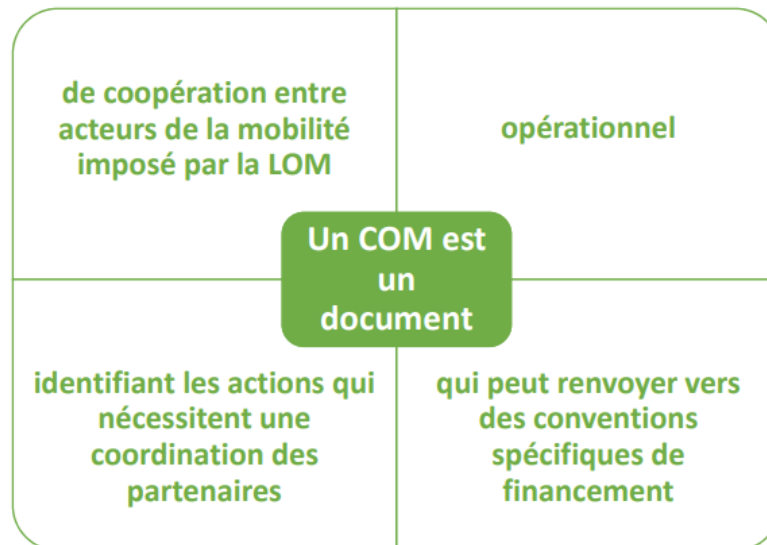 de coopération entre
acteurs de la mobilité
imposé par la LOM
opérationnel
Un COM est
un
document
identifiant les actions qui
nécessitent une
coordination des
partenaires
qui peut renvoyer vers
des conventions
spécifiques de
financement